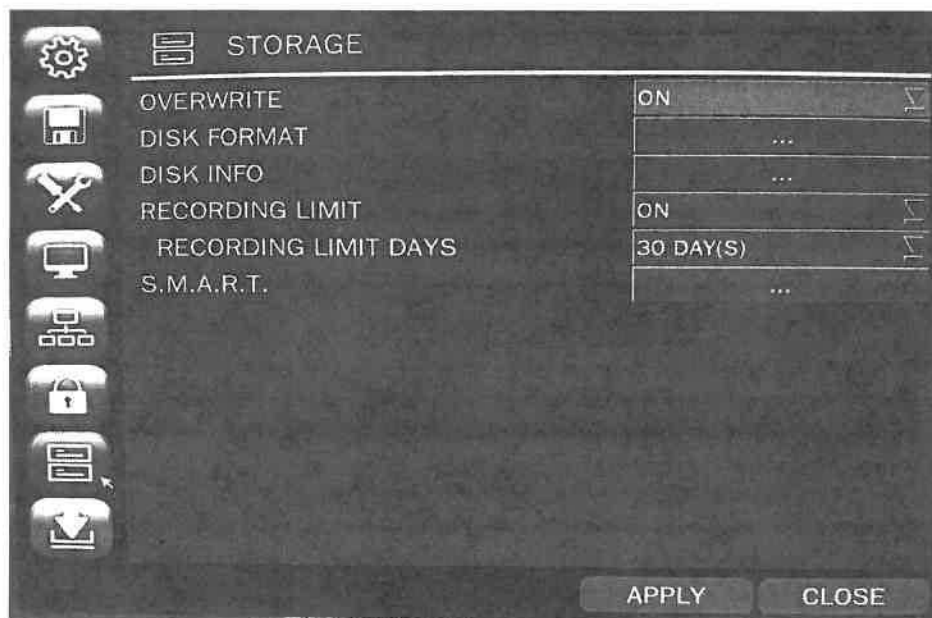 STORAGE
OVERWRITE ON
DISK FORMAT ...
DISK INFO ...
RECORDING LIMIT ON
RECORDING LIMIT DAYS 30 DAY(S)
S.M.A.R.T. ...
APPLY CLOSE